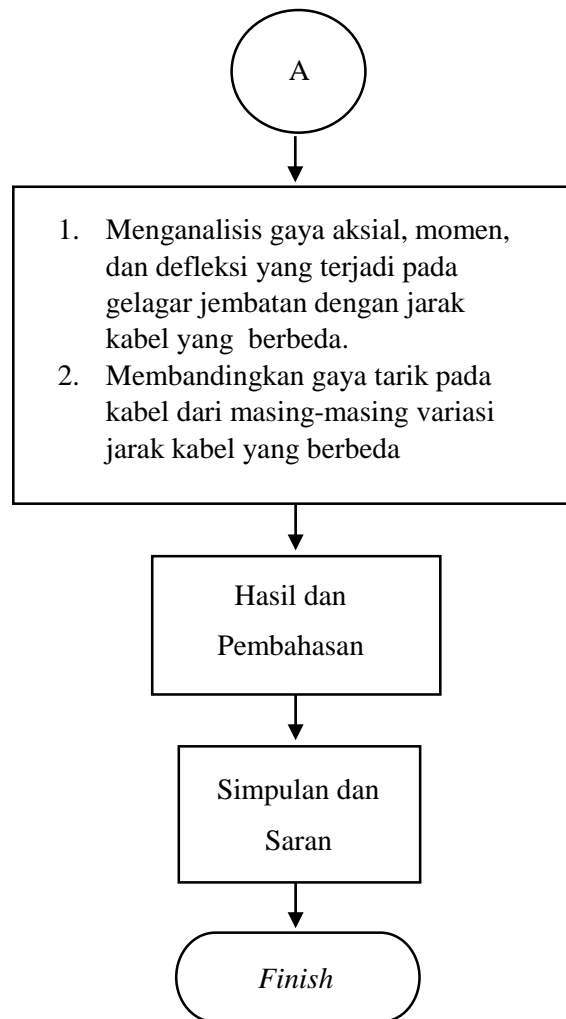 A
1. Menganalisis gaya aksial, momen,
dan defleksi yang terjadi pada
gelagar jembatan dengan jarak
kabel yang berbeda.
2. Membandingkan gaya tarik pada
kabel dari masing-masing variasi
jarak kabel yang berbeda
Hasil dan
Pembahasan
Simpulan dan
Saran
Finish